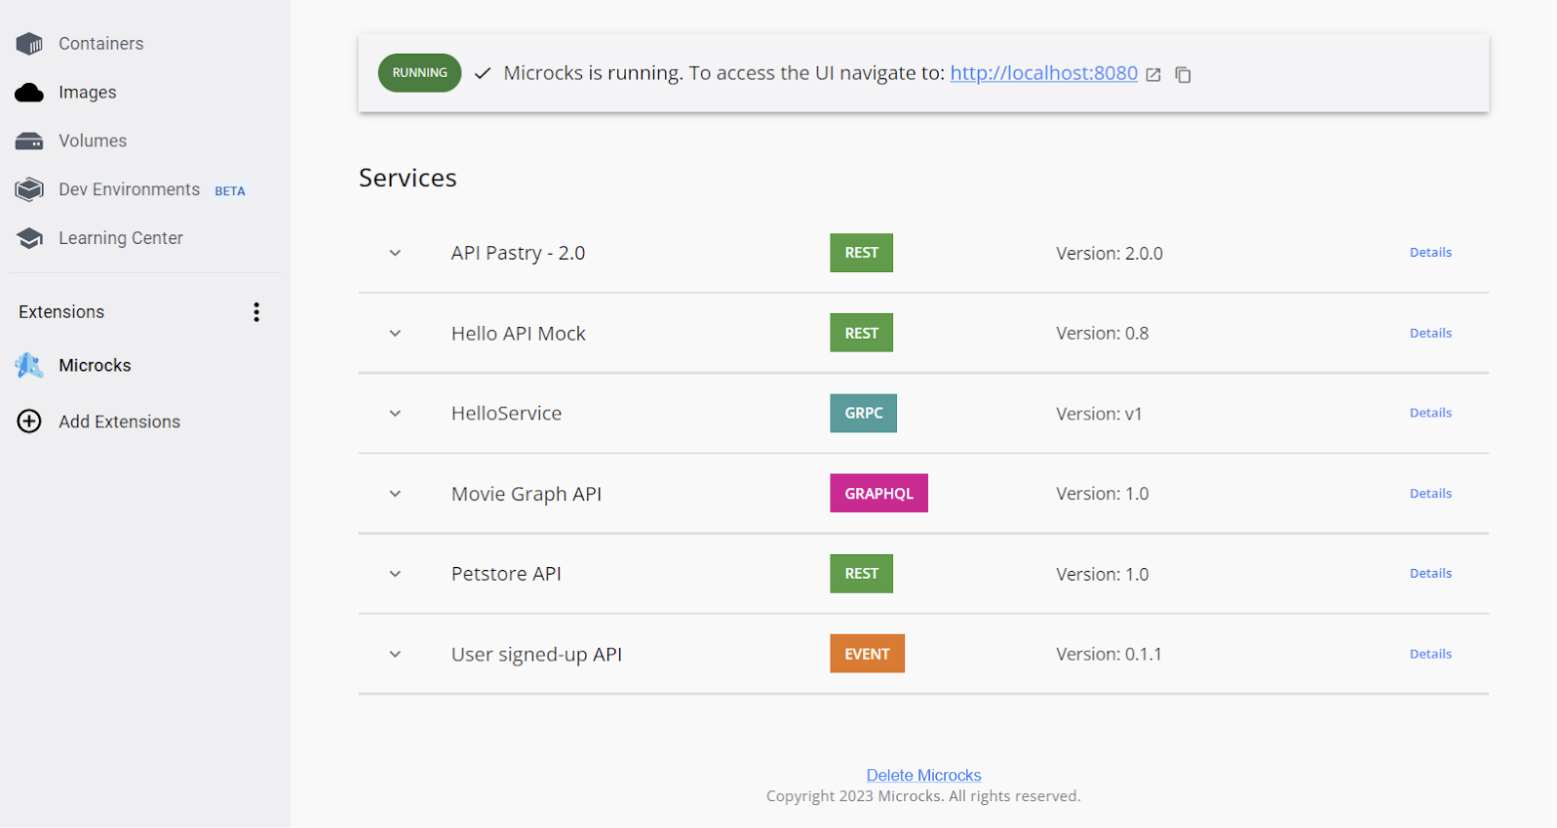 Containers
Images
Volumes
Dev Environments BETA
Learning Center
Extensions
Microcks
Add Extensions
RUNNING Microcks is running. To access the UI navigate to: http://localhost:8080
Services
API Pastry - 2.0 REST Version: 2.0.0 Details
Hello API Mock REST Version: 0.8 Details
HelloService GRPC Version: v1 Details
Movie Graph API GRAPHQL Version: 1.0 Details
Petstore API REST Version: 1.0 Details
User signed-up API EVENT Version: 0.1.1 Details
Delete Microcks
Copyright 2023 Microcks. All rights reserved.